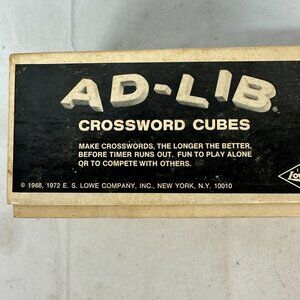 AD-LIB®
CROSSWORD CUBES
MAKE CROSSWORDS, THE LONGER THE BETTER,
BEFORE TIMER RUNS OUT. FUN TO PLAY ALONE
OR TO COMPETE WITH OTHERS.
© 1968, 1972 E. S. LOWE COMPANY, INC., NEW YORK, N.Y. 10010